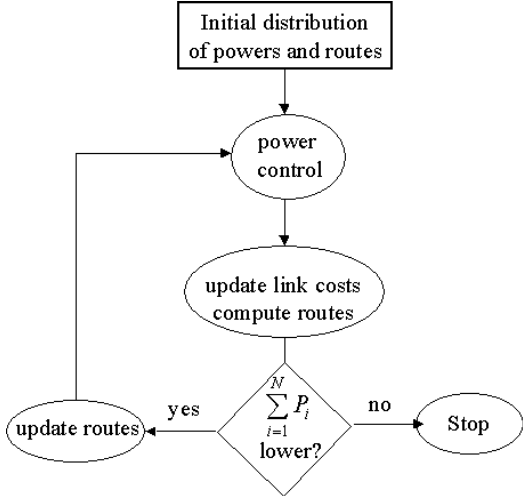 Initial distribution
of powers and routes
power
control
update link costs
compute routes
N
∑ Pi
i=1
lower?
yes
no
update routes
Stop